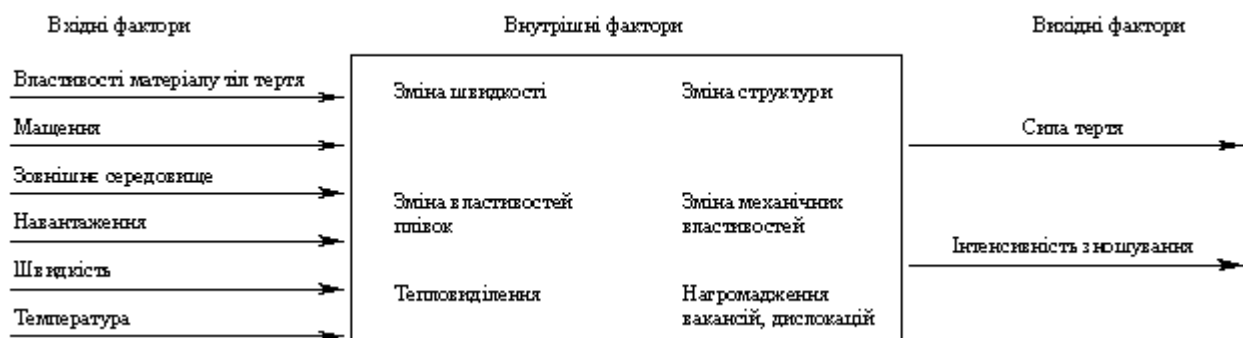 Вхідні фактори
Внутрішні фактори
Вихідні фактори
Властивості матеріалу тіл тертя
Мащення
Зовнішнє середовище
Навантаження
Швидкість
Температура
Зміна швидкості
Зміна структури
Зміна властивостей
плівок
Зміна механічних
властивостей
Тепловиділення
Нагромадження
вакансій, дислокацій
Сила тертя
Інтенсивність зношування